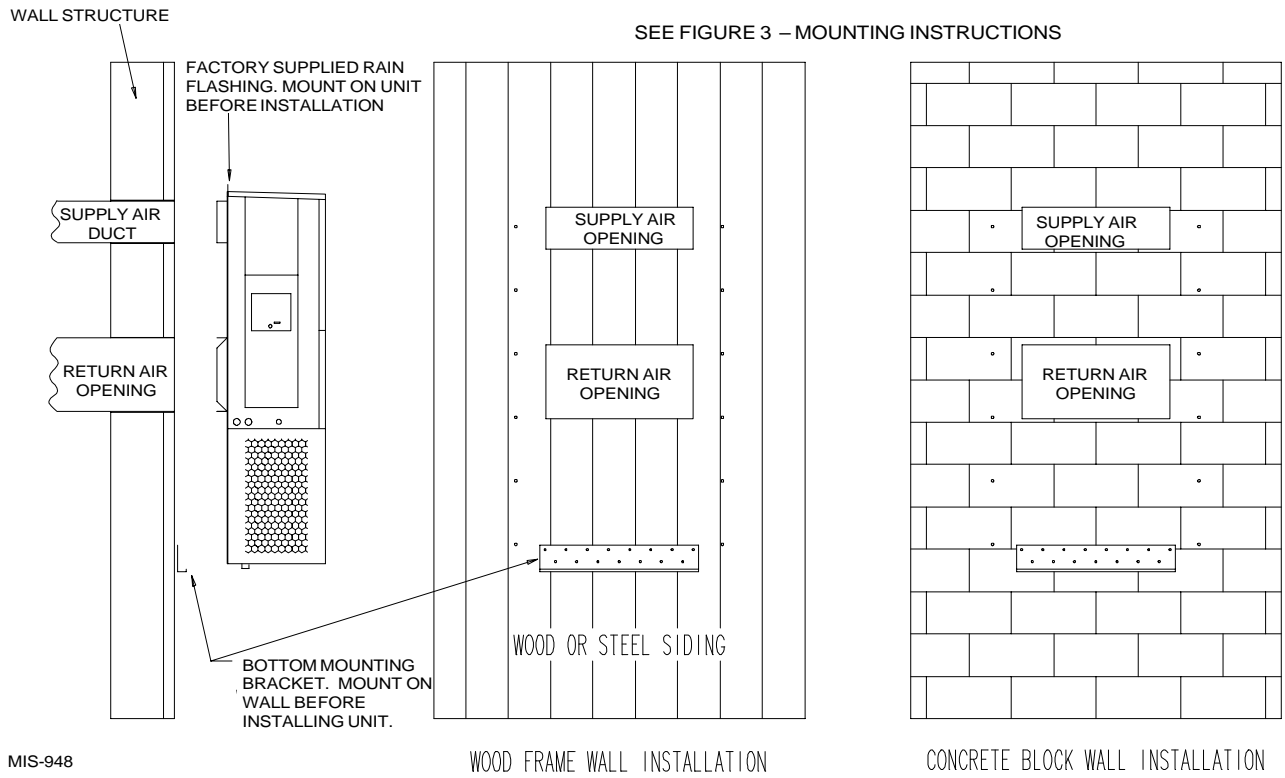 WALL STRUCTURE
SEE FIGURE 3 – MOUNTING INSTRUCTIONS
FACTORY SUPPLIED RAIN
FLASHING. MOUNT ON UNIT
BEFORE INSTALLATION
SUPPLY AIR
DUCT
SUPPLY AIR
OPENING
SUPPLY AIR
OPENING
RETURN AIR
OPENING
RETURN AIR
OPENING
RETURN AIR
OPENING
WOOD OR STEEL SIDING
BOTTOM MOUNTING
BRACKET. MOUNT ON
WALL BEFORE
INSTALLING UNIT.
MIS-948
WOOD FRAME WALL INSTALLATION
CONCRETE BLOCK WALL INSTALLATION